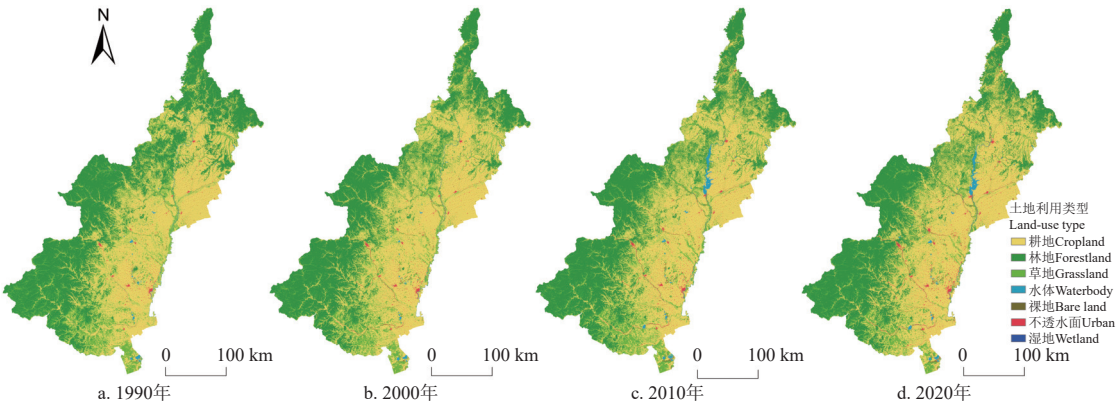 N
土地利用类型
Land-use type
耕地Cropland
林地Forestland
草地Grassland
水体Waterbody
裸地Bare land
不透水面Urban
湿地Wetland
0 100 km
0 100 km
0 100 km
0 100 km
a. 1990年
b. 2000年
c. 2010年
d. 2020年